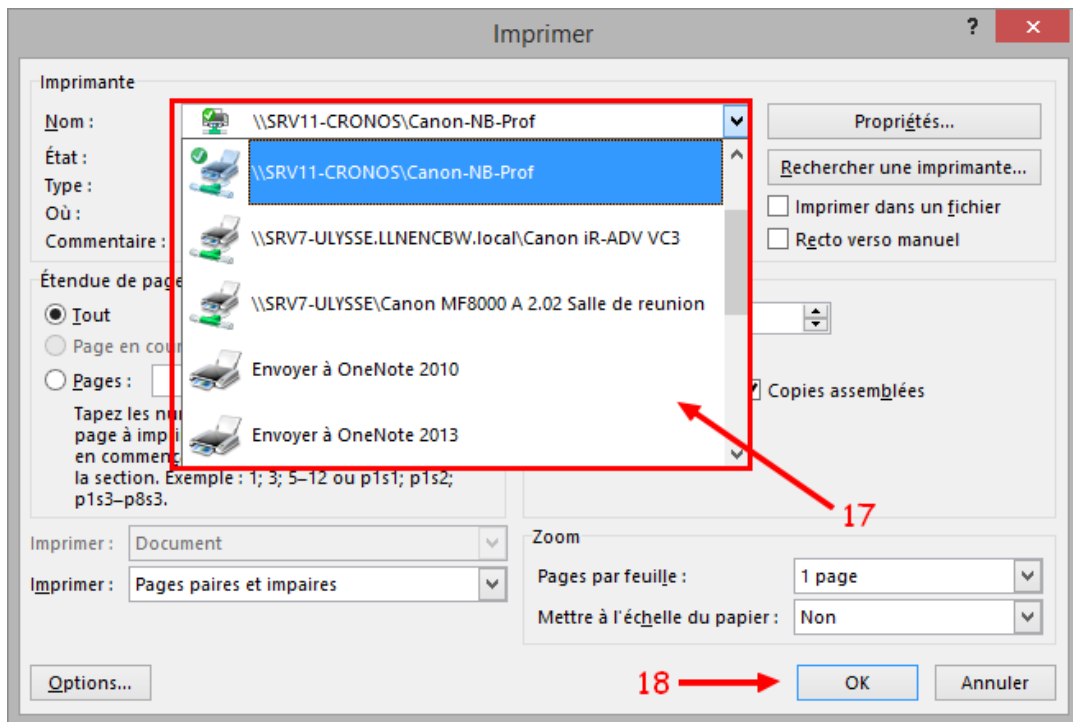 Imprimer
?
Imprimante
Nom :
\\SRV11-CRONOS\Canon-NB-Prof
Propriétés...
État :
\\SRV11-CRONOS\Canon-NB-Prof
Rechercher une imprimante...
Type :
Où :
Imprimer dans un fichier
Commentaire :
\\SRV7-ULYSSE.LLNENCBW.local\Canon iR-ADV VC3
Recto verso manuel
Étendue de pag
\\SRV7-ULYSSE\Canon MF8000 A 2.02 Salle de reunion
Tout
Page en cour
Envoyer à OneNote 2010
Pages :
Copies assemblées
Tapez les nu
page à impri
Envoyer à OneNote 2013
en commenç
la section. Exemple : 1; 3; 5–12 ou p1s1; p1s2;
p1s3–p8s3.
17
Imprimer :
Document
Zoom
Imprimer :
Pages paires et impaires
Pages par feuille :
1 page
Mettre à l'échelle du papier :
Non
Options...
18
OK
Annuler